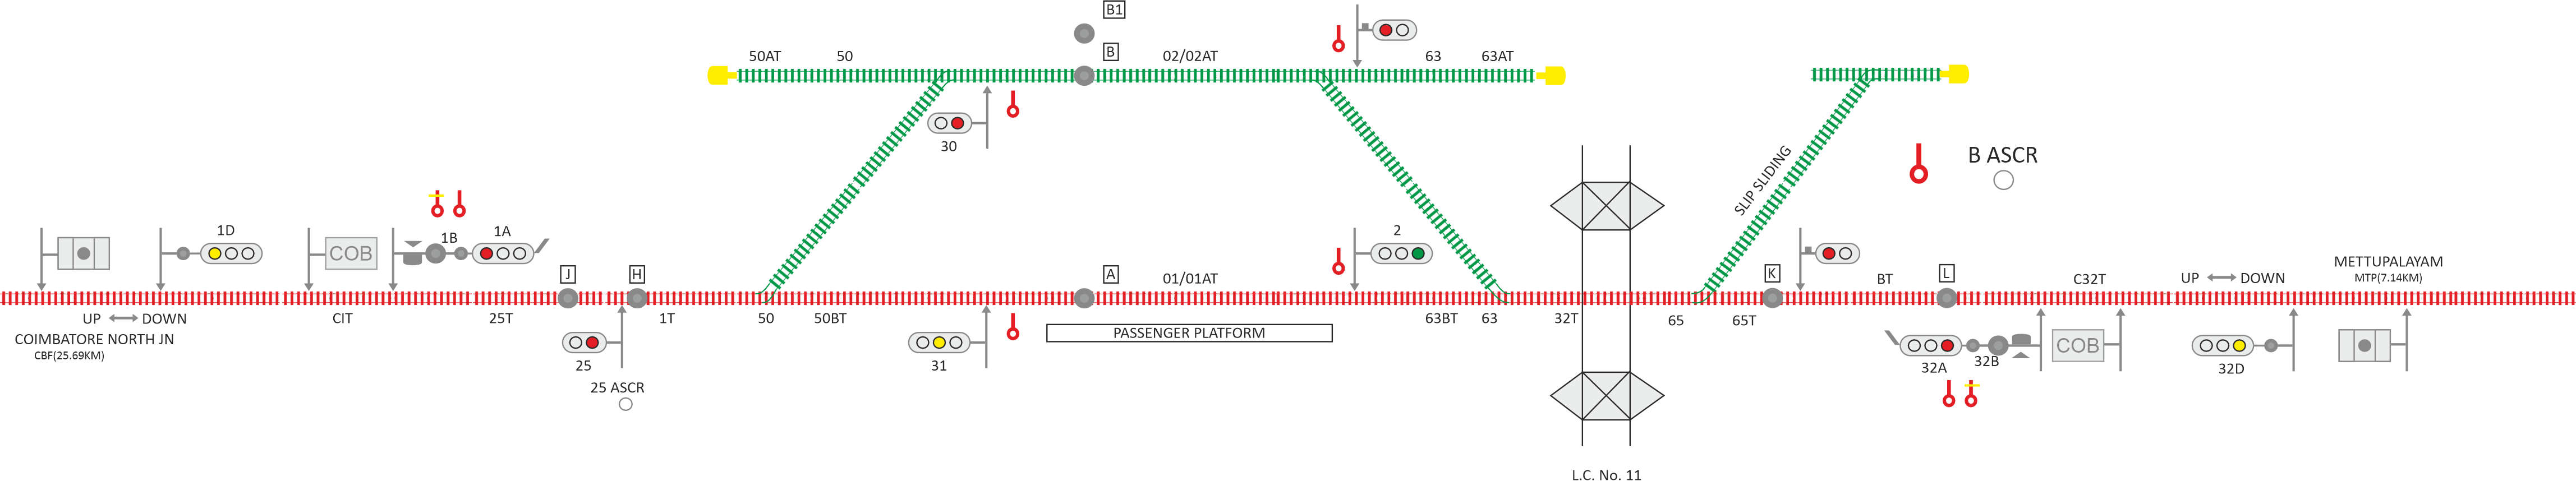 B1
B
50AT
50
02/02AT
63
63AT
30
SLIP SLIDING
B ASCR
1D
COB
1B
1A
2
J
H
A
01/01AT
K
BT
L
C32T
UP
DOWN
METTUPALAYAM
MTP(7.14KM)
UP
DOWN
COIMBATORE NORTH JN
CBF(25.69KM)
CIT
25T
1T
50
50BT
63BT
63
32T
65
65T
PASSENGER PLATFORM
25
25 ASCR
31
32A
32B
COB
32D
L.C. No. 11